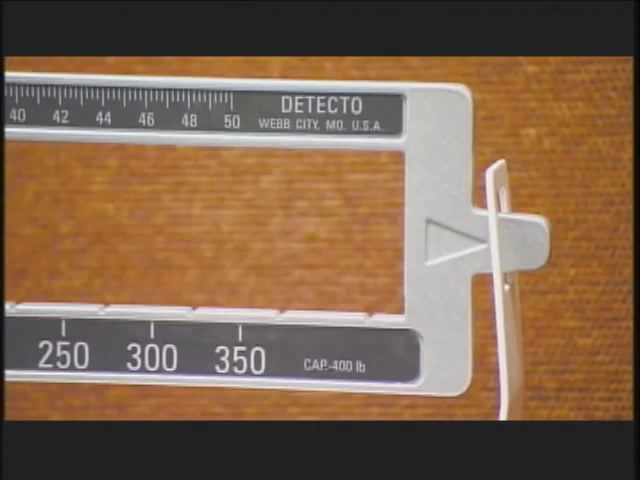 40 42 44 46 48 50
DETECTO
WEBB CITY, MO. U.S.A.
250 300 350
CAP.-400 lb